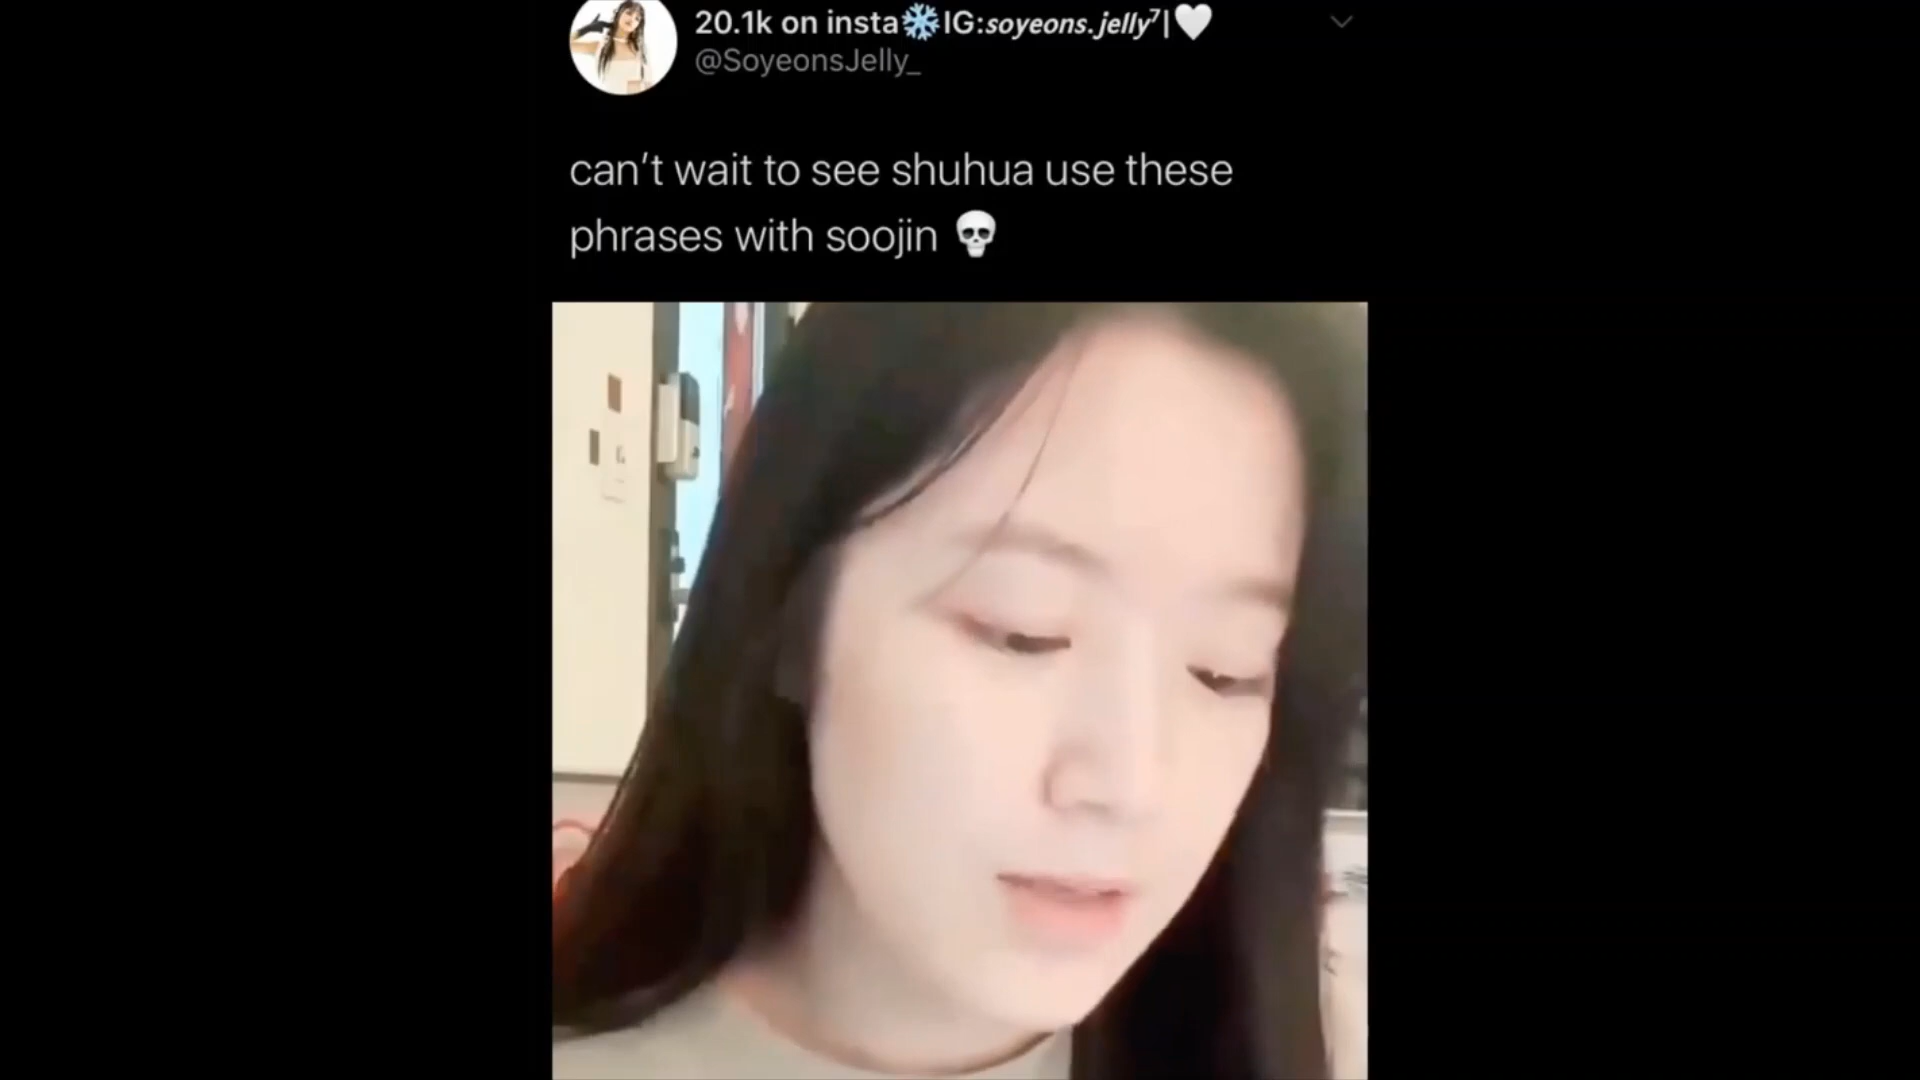 20.1k on insta❄️IG:soyeons.jelly⁷|🤍
@SoyeonsJelly_
can't wait to see shuhua use these
phrases with soojin 💀